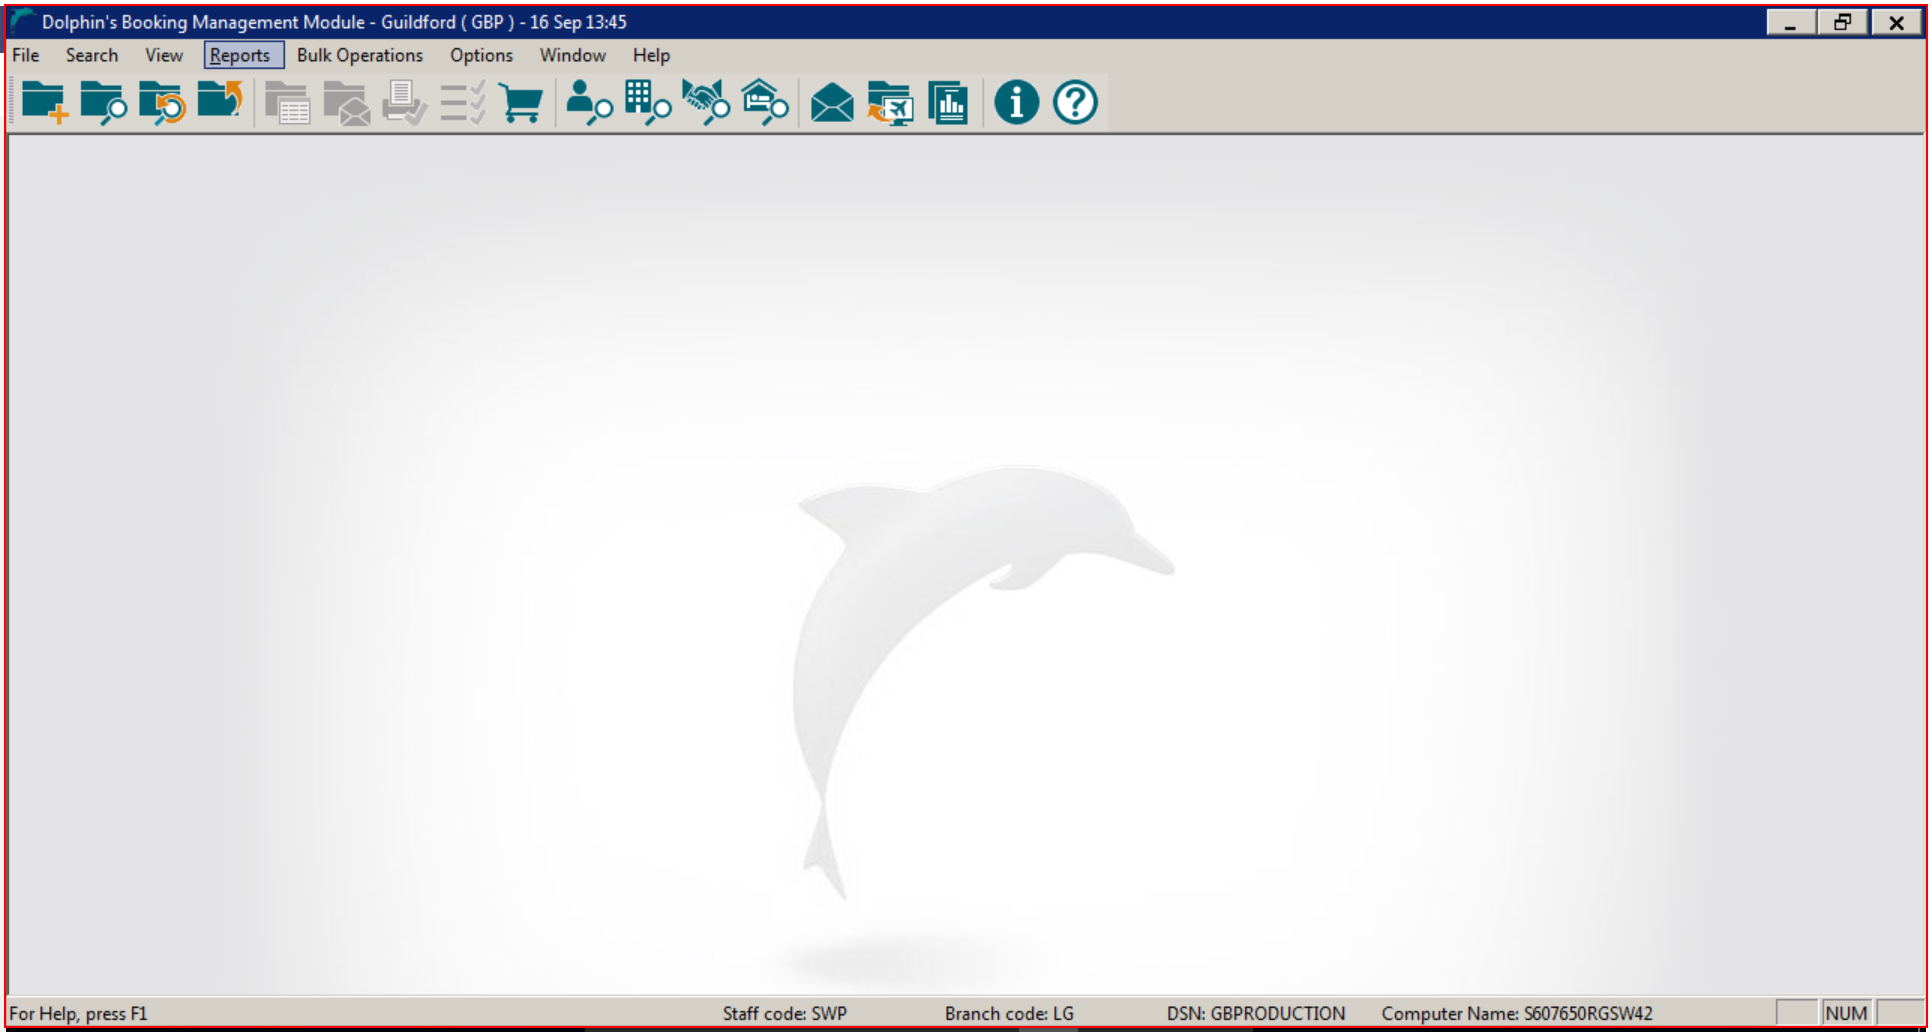 Dolphin's Booking Management Module - Guildford ( GBP ) - 16 Sep 13:45
File Search View Reports Bulk Operations Options Window Help
For Help, press F1 Staff code: SWP Branch code: LG DSN: GBPRODUCTION Computer Name: S607650RGSW42 NUM